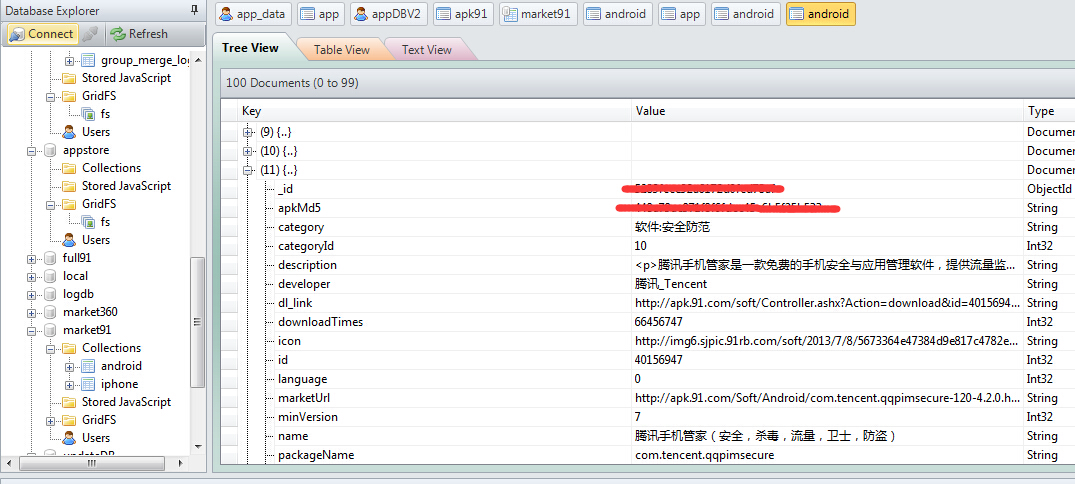 Database Explorer
Connect
Refresh
group_merge_lo
Stored JavaScript
GridFS
fs
Users
appstore
Collections
Stored JavaScript
GridFS
fs
Users
full91
local
logdb
market360
market91
Collections
android
iphone
Stored JavaScript
GridFS
Users
updateDB
app_data
app
appDBV2
apk91
market91
android
app
android
android
Tree View
Table View
Text View
100 Documents (0 to 99)
Key Value Type
(9) {..} Documen
(10) {..} Documen
(11) {..} Documen
_id ObjectId
apkMd5 String
category 软件:安全防范 String
categoryId 10 Int32
description <p>腾讯手机管家是一款免费的手机安全与应用管理软件，提供流量监... String
developer 腾讯_Tencent String
dl_link http://apk.91.com/soft/Controller.ashx?Action=download&id=4015694... String
downloadTimes 66456747 Int32
icon http://img6.sjpic.91rb.com/soft/2013/7/8/5673364e47384d9e817c4782e... String
id 40156947 Int32
language 0 Int32
marketUrl http://apk.91.com/Soft/Android/com.tencent.qqpimsecure-120-4.2.0.h... String
minVersion 7 Int32
name 腾讯手机管家（安全，杀毒，流量，卫士，防盗） String
packageName com.tencent.qqpimsecure String